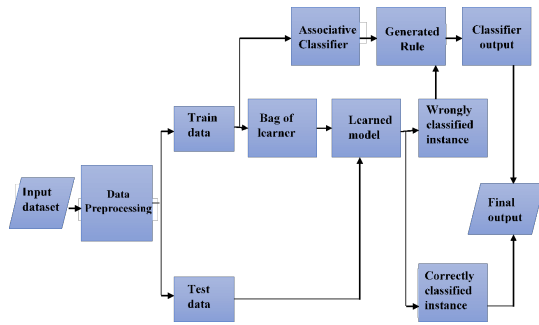 Associative
Classifier
Generated
Rule
Classifier
output
Train
data
Bag of
learner
Learned
model
Wrongly
classified
instance
Input
dataset
Data
Preprocessing
Final
output
Test
data
Correctly
classified
instance